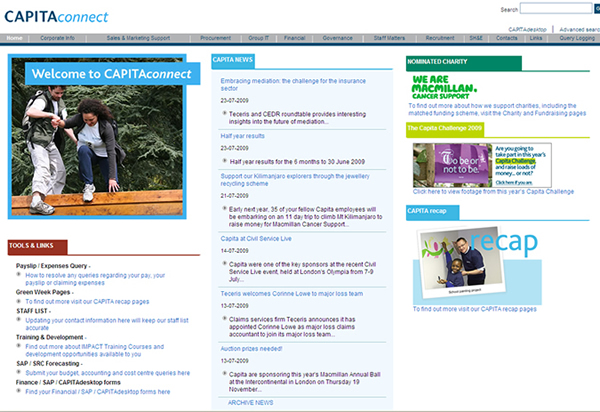 CAPITAconnect
Search
CAPITAdesktop | Advanced searc
Home
Corporate Info
Sales & Marketing Support
Procurement
Group IT
Financial
Governance
Staff Matters
Recruitment
SH&E
Contacts
Links
Query Logging
Welcome to CAPITAconnect
TOOLS & LINKS
Payslip / Expenses Query -
How to resolve any queries regarding your pay, your
payslip or claiming expenses
Green Week Pages -
To find out more visit our CAPITA recap pages
STAFF LIST -
Updating your contact information here will keep our staff list
accurate
Training & Development -
Find out more about IMPACT Training Courses and
development opportunities available to you
SAP / SRC Forecasting -
Submit your budget, accounting and cost centre queries here
Finance / SAP / CAPITAdesktop forms
Find your Financial / SAP / CAPITAdesktop forms here
CAPITA NEWS
Embracing mediation: the challenge for the insurance
sector
23-07-2009
Teceris and CEDR roundtable provides interesting
insights into the future of mediation...
Half year results
23-07-2009
Half year results for the 6 months to 30 June 2009
Support our Kilimanjaro explorers through the jewellery
recycling scheme
21-07-2009
Early next year, 35 of your fellow Capita employees
will be embarking on an 11 day trip to climb Mt Kilimanjaro to
raise money for Macmillan Cancer Support...
Capita at Civil Service Live
14-07-2009
Capita were one of the key sponsors at the recent Civil
Service Live event, held at London's Olympia from 7-9
July...
Teceris welcomes Corinne Lowe to major loss team
13-07-2009
Claims services firm Teceris announces it has
appointed Corinne Lowe as major loss claims
accountant to join its major loss team...
Auction prizes needed!
13-07-2009
Capita are sponsoring this year's Macmillan Annual Ball
at the Intercontinental in London on Thursday 19
November...
ARCHIVE NEWS
NOMINATED CHARITY
WE ARE
MACMILLAN.
CANCER SUPPORT
To find out more about how we support charities, including the
matched funding scheme, visit the Charity and Fundraising pages
The Capita Challenge 2009
To be or
not to be.
Are you going to
take part in this year's
Capita Challenge,
and raise loads
of money...
or not?
Click here if you are.
Click here to view footage from this year's Capita Challenge
CAPITA recap
recap
School painting project
To find out more visit our CAPITA recap pages